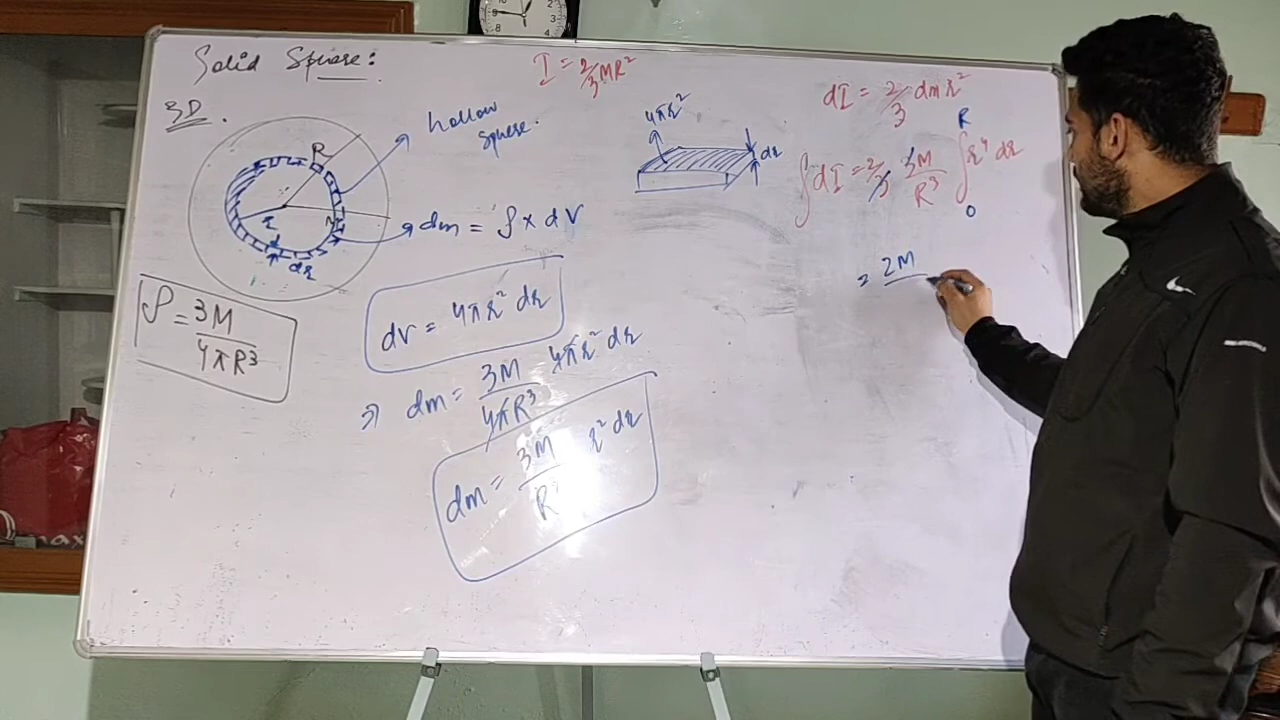 Solid Sphere:
3D.
R
r
dr
hollow
spere.
dm = ρ × dV
ρ = 3M / 4πR³
dv = 4πr² dr
⇒ dm = 3M / 4πR³ 4πr² dr
dm = 3M / R³ r² dr
I = 2/3 MR²
4πr²
dr
dI = 2/3 dm r²
∫dI = 2/3 3M / R³ ∫ r⁴ dr
R
0
= 2M